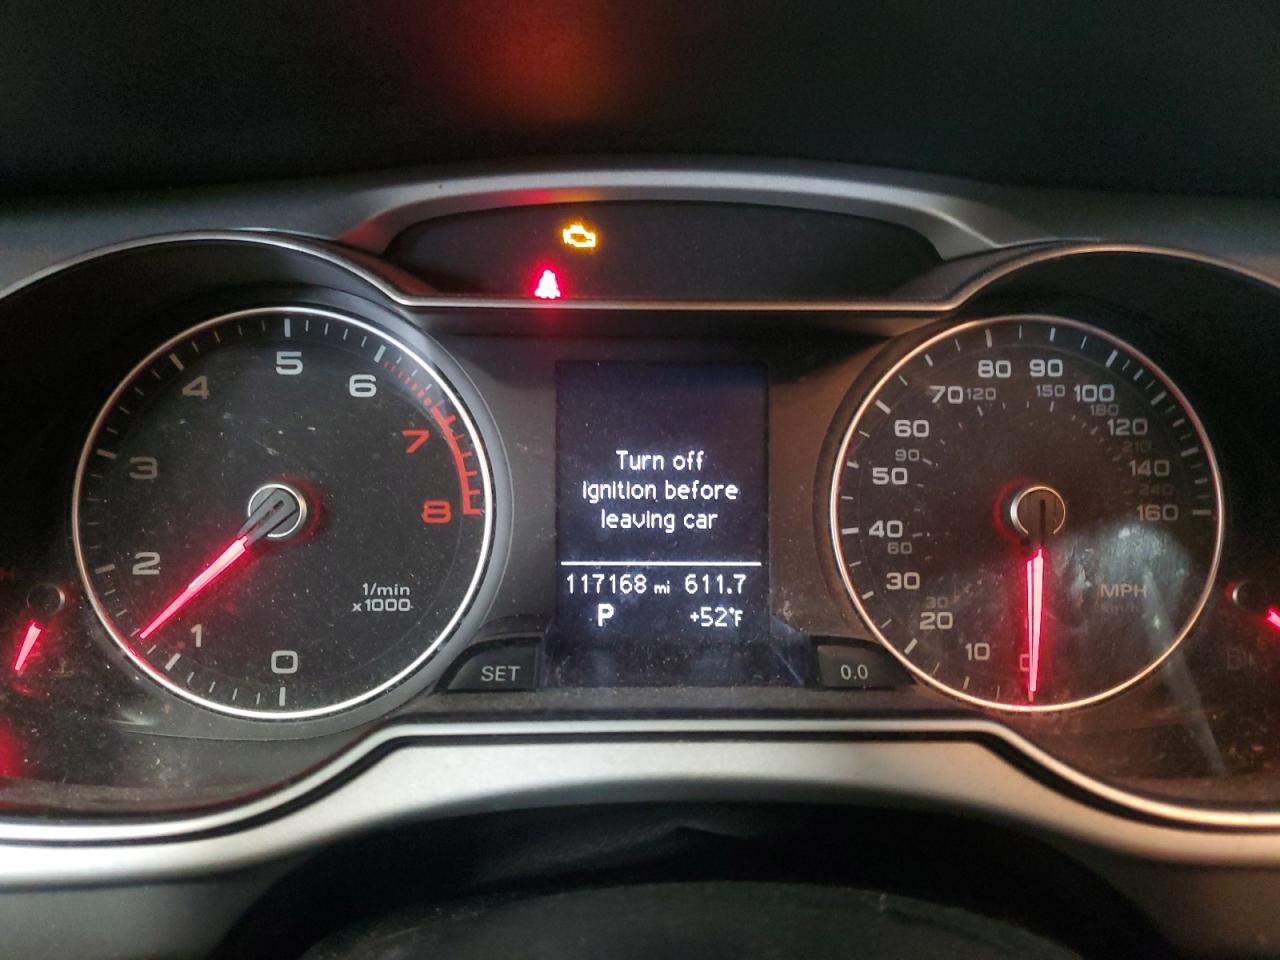 5
4
6
3
7
2
8
1/min
x1000
1
0
Turn off
ignition before
leaving car
117168 mi 611.7
P +52°F
SET
0.0
80 90
70 120 150 100
180
60 120
90 210
50 140
240
40 160
60
30 MPH
30 km/h
20
10 0